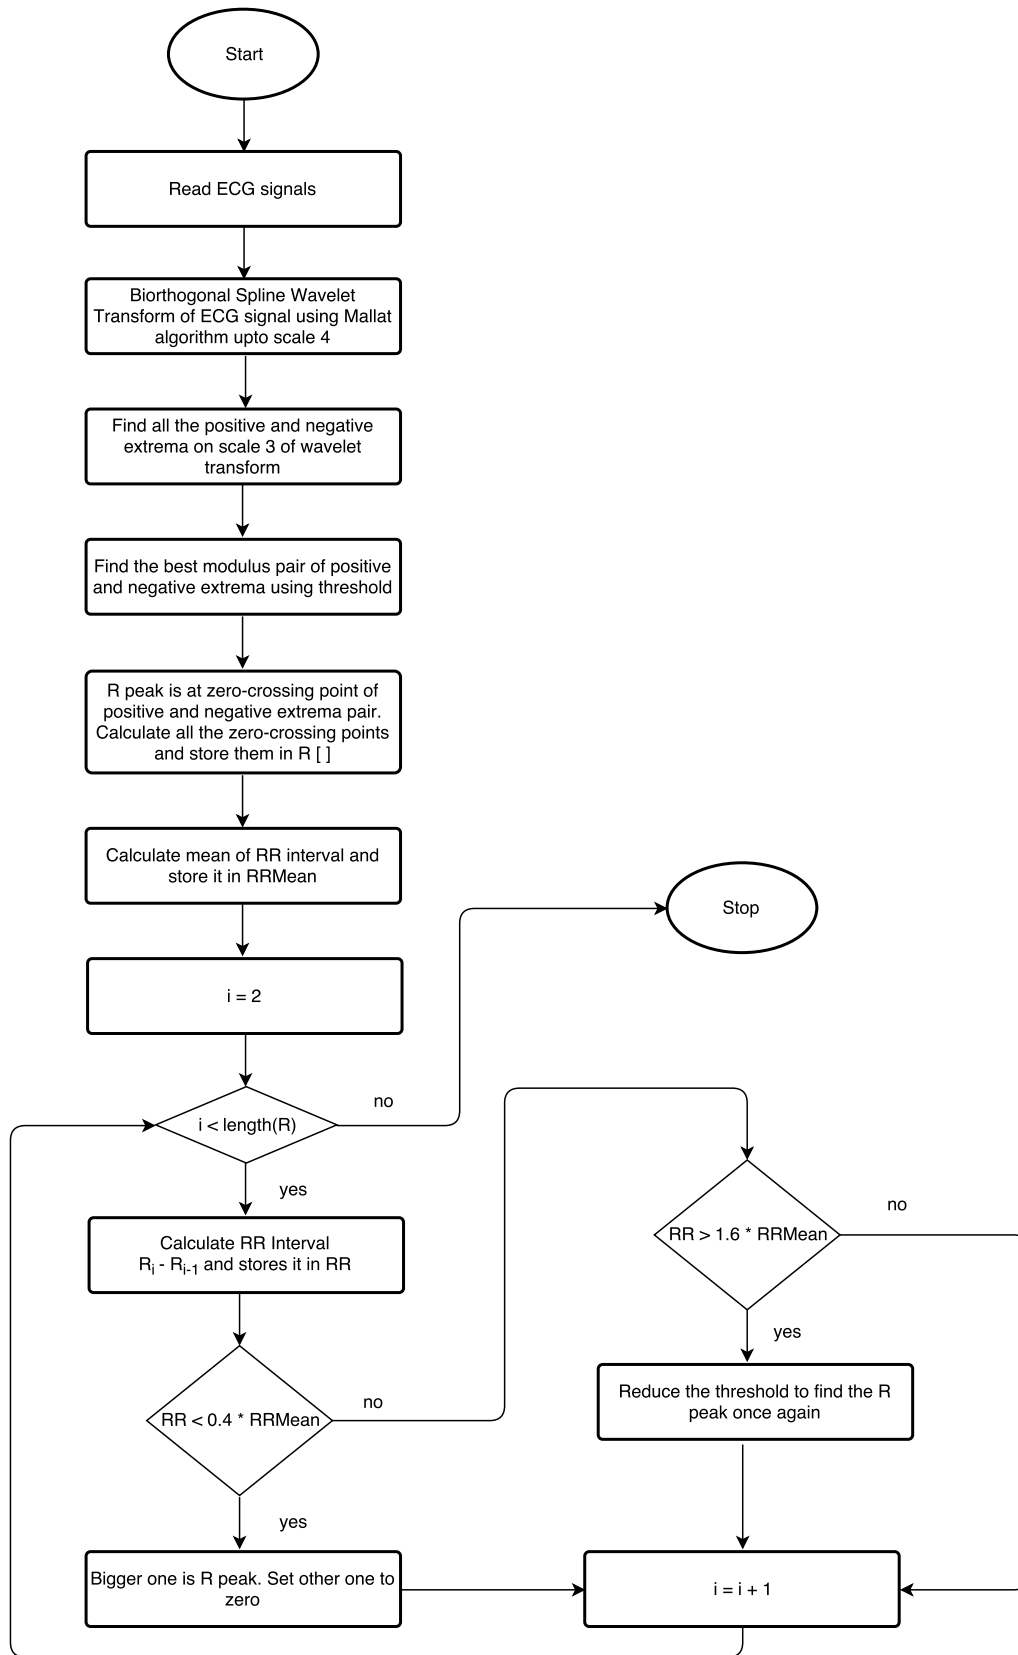 Start
Read ECG signals
Biorthogonal Spline Wavelet
Transform of ECG signal using Mallat
algorithm upto scale 4
Find all the positive and negative
extrema on scale 3 of wavelet
transform
Find the best modulus pair of positive
and negative extrema using threshold
R peak is at zero-crossing point of
positive and negative extrema pair.
Calculate all the zero-crossing points
and store them in R [ ]
Calculate mean of RR interval and
store it in RRMean
Stop
i = 2
no
i < length(R)
yes
Calculate RR Interval
Ri - Ri-1 and stores it in RR
no
RR > 1.6 * RRMean
yes
Reduce the threshold to find the R
peak once again
no
RR < 0.4 * RRMean
yes
Bigger one is R peak. Set other one to
zero
i = i + 1